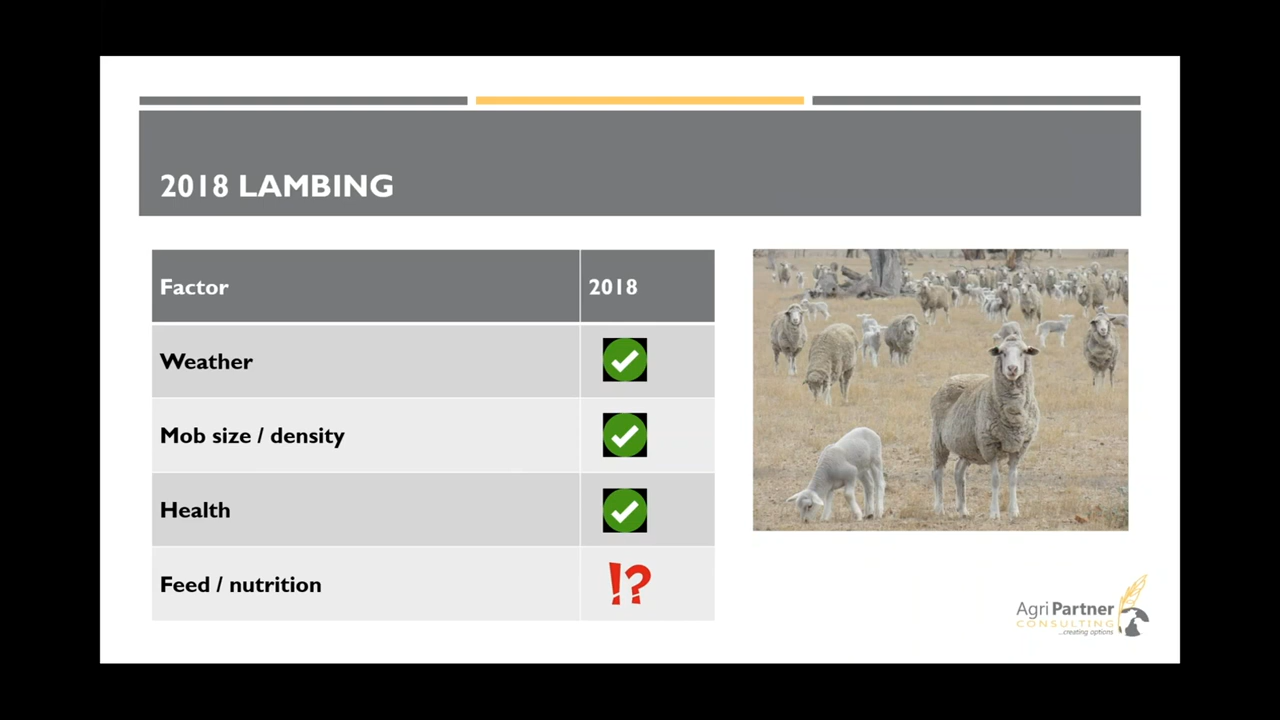 2018 LAMBING
Factor 2018
Weather
Mob size / density
Health
Feed / nutrition !?
Agri Partner
CONSULTING
...creating options